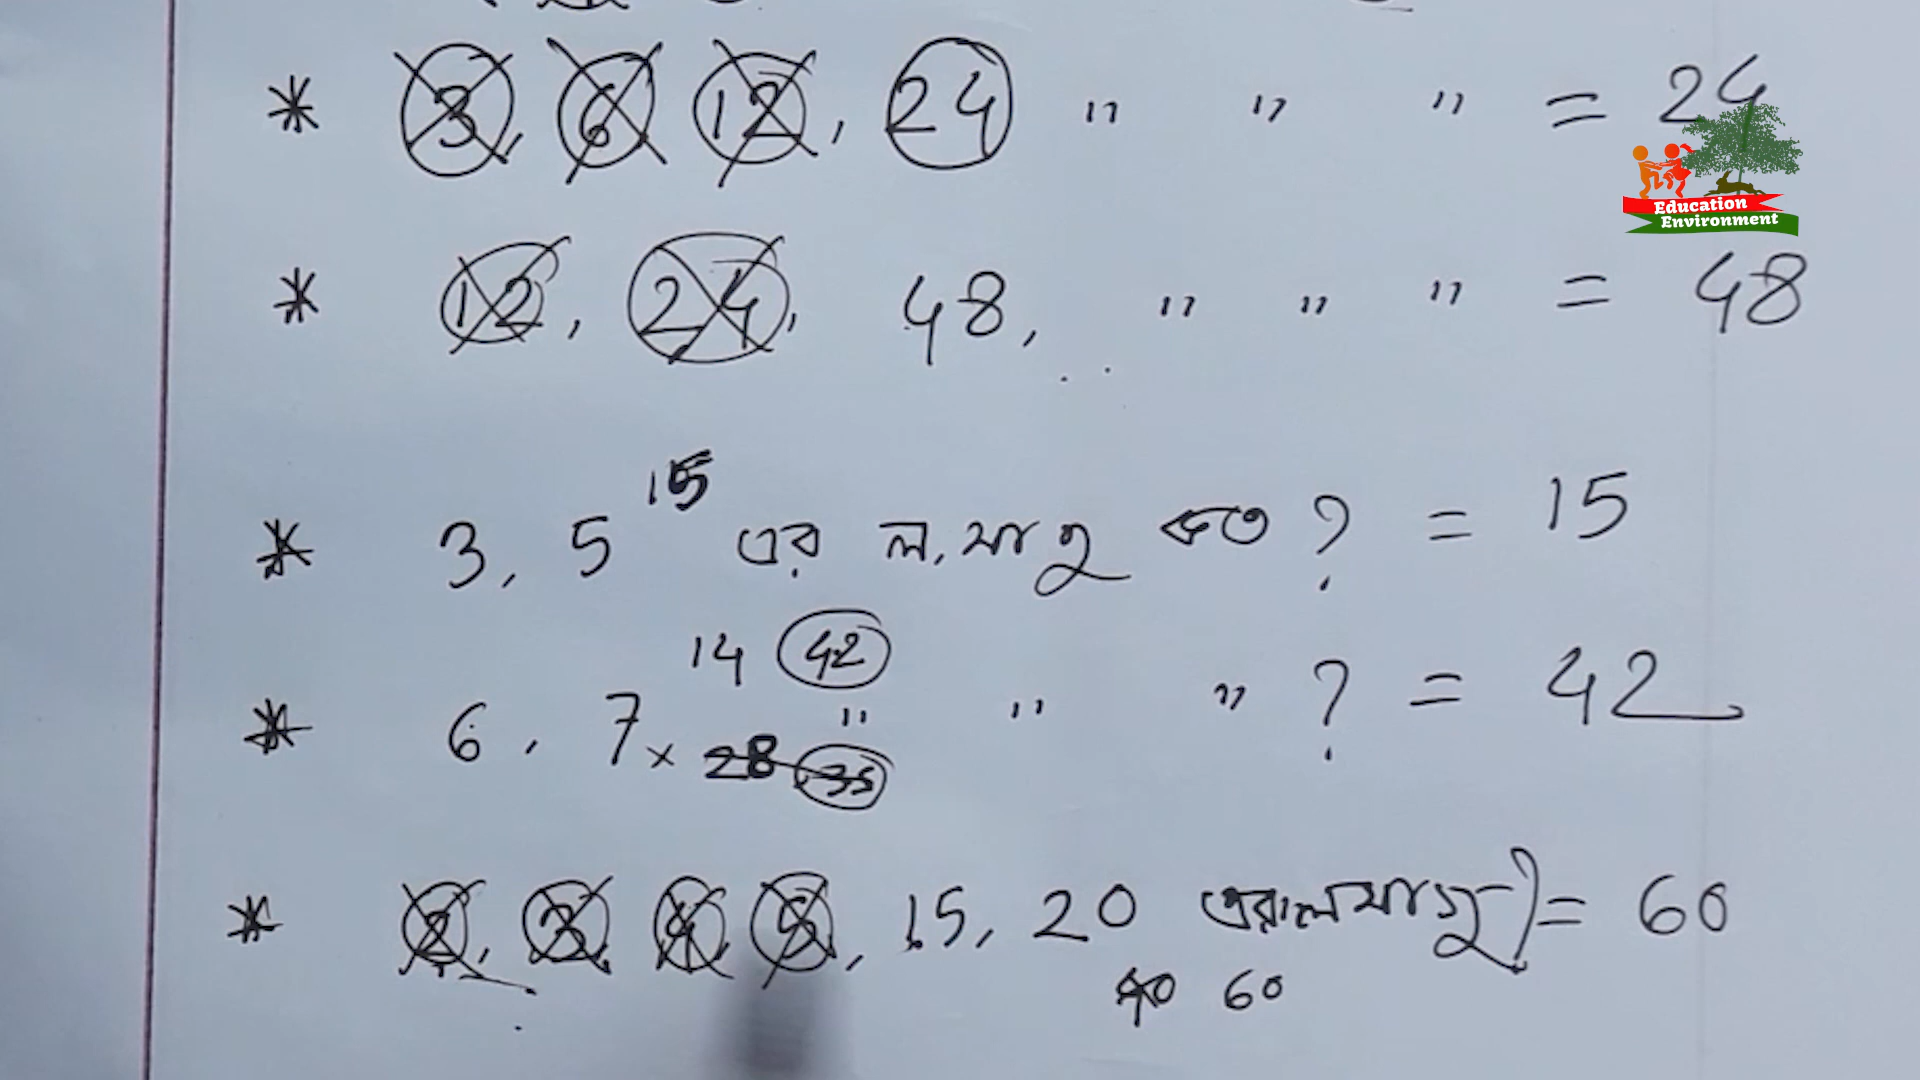 * 3, 6, 12, 24 " " " = 24
Education
Environment
* 12, 24, 48, " " " = 48
15
* 3, 5 এর ল.সাগু কত ? = 15
14 42
* 6, 7 " " " ? = 42
× 28 35
* 2, 3, 4, 5, 15, 20 এর লসাগু = 60
40 60